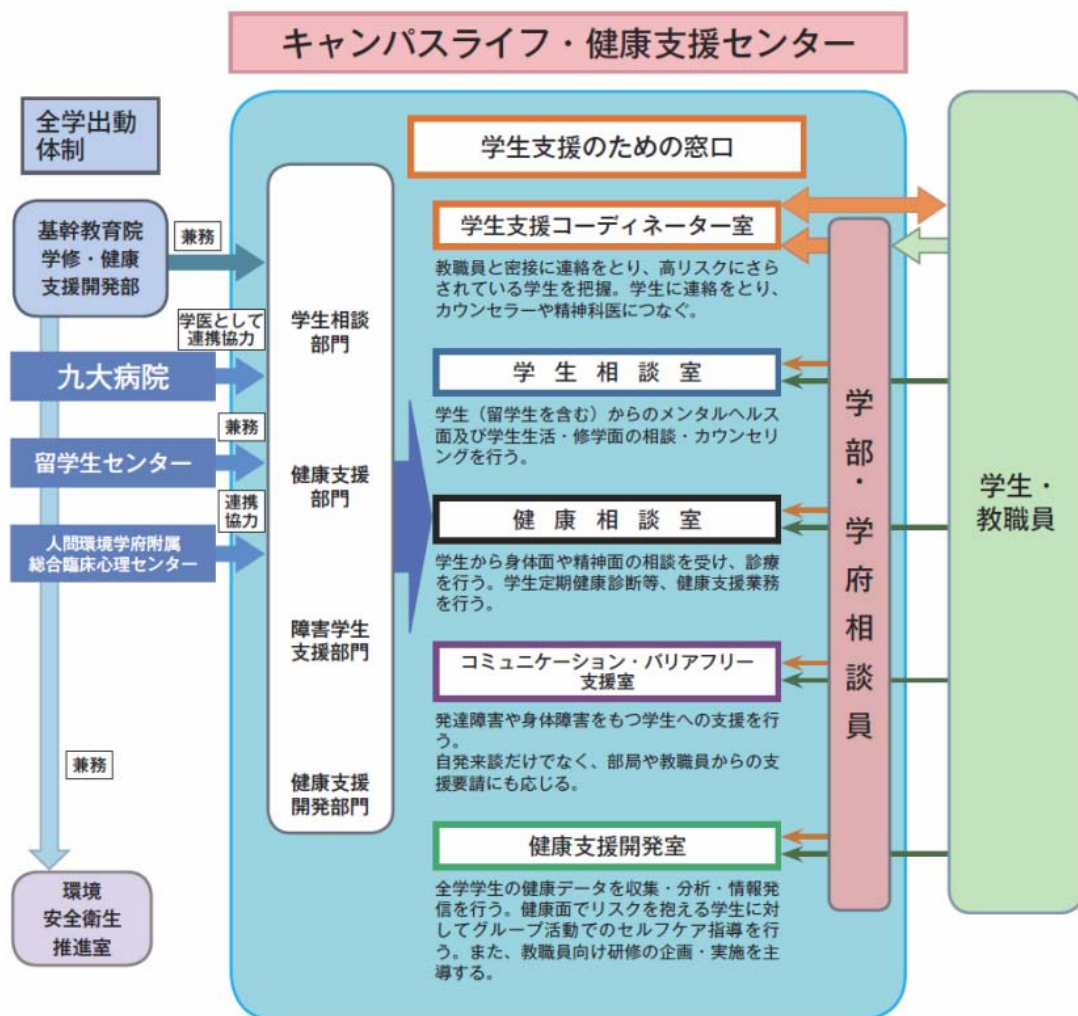 キャンパスライフ・健康支援センター
全学出動
体制
基幹教育院
学修・健康
支援開発部
兼務
学医として
連携協力
九大病院
兼務
留学生センター
連携
協力
人間環境学府附属
総合臨床心理センター
兼務
環境
安全衛生
推進室
学生相談
部門
健康支援
部門
障害学生
支援部門
健康支援
開発部門
学生支援のための窓口
学生支援コーディネーター室
教職員と密接に連絡をとり、高リスクにさら
されている学生を把握。学生に連絡をとり、
カウンセラーや精神科医につなぐ。
学生相談室
学生（留学生を含む）からのメンタルヘルス
面及び学生生活・修学面の相談・カウンセリ
ングを行う。
健康相談室
学生から身体面や精神面の相談を受け、診療
を行う。学生定期健康診断等、健康支援業務
を行う。
コミュニケーション・バリアフリー
支援室
発達障害や身体障害をもつ学生への支援を行
う。
自発来談だけでなく、部局や教職員からの支
援要請にも応じる。
健康支援開発室
全学学生の健康データを収集・分析・情報発
信を行う。健康面でリスクを抱える学生に対
してグループ活動でのセルフケア指導を行
う。また、教職員向け研修の企画・実施を主
導する。
学部・学府相談員
学生・
教職員